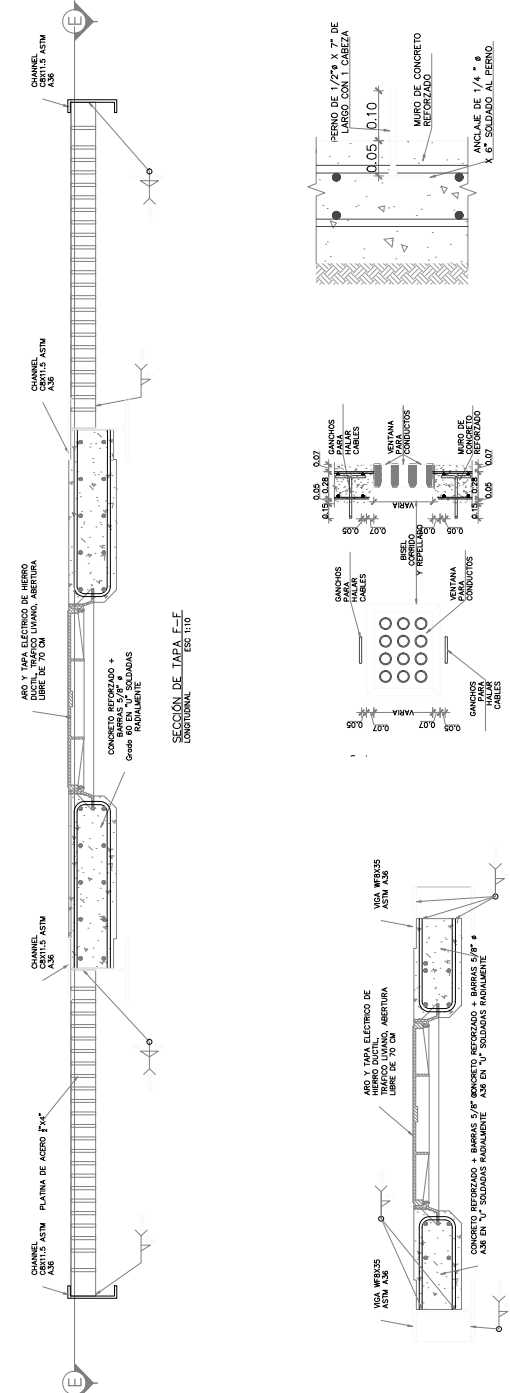 E
CHANNEL
C8X11.5 ASTM
A36
PLATINA DE ACERO ½"X4"
CHANNEL
C8X11.5 ASTM
A36
ARO Y TAPA ELÉCTRICO DE HIERRO
DUCTIL, TRÁFICO LIVIANO, ABERTURA
LIBRE DE 70 CM
CONCRETO REFORZADO +
BARRAS 5/8" ø
Grado 60 EN "U" SOLDADAS
RADIALMENTE
CHANNEL
C8X11.5 ASTM
A36
CHANNEL
C8X11.5 ASTM
A36
E
SECCIÓN DE TAPA F-F
LONGITUDINAL
ESC 1:10
VIGA WF8X35
ASTM A36
ARO Y TAPA ELÉCTRICO DE
HIERRO DUCTIL,
TRÁFICO LIVIANO, ABERTURA
LIBRE DE 70 CM
VIGA WF8X35
ASTM A36
CONCRETO REFORZADO + BARRAS 5/8" ø
A36 EN "U" SOLDADAS RADIALMENTE
CONCRETO REFORZADO + BARRAS 5/8" ø
A36 EN "U" SOLDADAS RADIALMENTE
GANCHOS
PARA
HALAR
CABLES
VENTANA
PARA
CONDUCTOS
GANCHOS
PARA
HALAR
CABLES
VARIA
0.05
0.07
0.07
0.05
BISEL
CORRIDO
Y REPELLADO
GANCHOS
PARA
HALAR
CABLES
VENTANA
PARA
CONDUCTOS
MURO DE
CONCRETO
REFORZADO
VARIA
0.05
0.07
0.07
0.05
0.15
0.05
0.28
0.07
0.15
0.05
0.28
0.07
PERNO DE 1/2"ø X 7" DE
LARGO CON 1 CABEZA
0.05
0.10
MURO DE CONCRETO
REFORZADO
ANCLAJE DE 1/4 " ø
X 6" SOLDADO AL PERNO